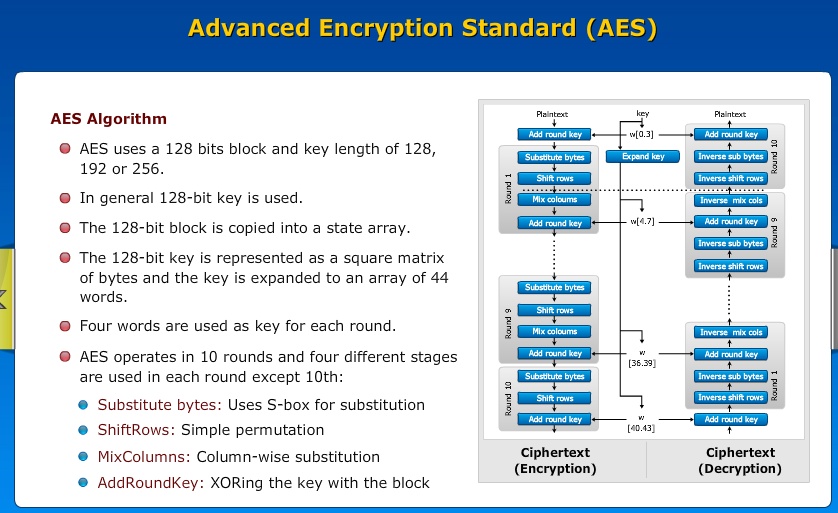 Advanced Encryption Standard (AES)
AES Algorithm
AES uses a 128 bits block and key length of 128,
192 or 256.
In general 128-bit key is used.
The 128-bit block is copied into a state array.
The 128-bit key is represented as a square matrix
of bytes and the key is expanded to an array of 44
words.
Four words are used as key for each round.
AES operates in 10 rounds and four different stages
are used in each round except 10th:
Substitute bytes: Uses S-box for substitution
ShiftRows: Simple permutation
MixColumns: Column-wise substitution
AddRoundKey: XORing the key with the block
Plaintext
Add round key
Round 1
Substitute bytes
Shift rows
Mix coloums
Add round key
Round 9
Substitute bytes
Shift rows
Mix coloums
Add round key
Round 10
Substitute bytes
Shift rows
Add round key
key
w[0.3]
Expand key
w[4.7]
w
[36.39]
w
[40.43]
Plaintext
Add round key
Inverse sub bytes
Inverse shift rows
Round 10
Inverse mix cols
Add round key
Inverse sub bytes
Inverse shift rows
Round 9
Inverse mix cols
Add round key
Inverse sub bytes
Inverse shift rows
Round 1
Add round key
Ciphertext
(Encryption)
Ciphertext
(Decryption)